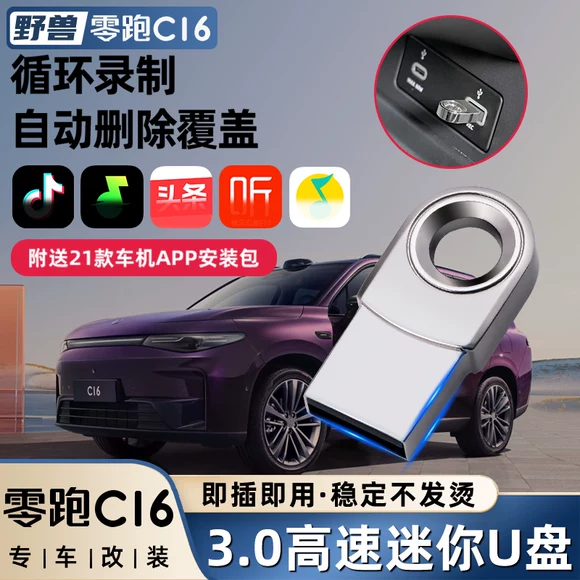 野兽 零跑C16
循环录制
自动删除覆盖
头条
听
附送21款车机APP安装包
C16
零跑C16
专|车|改|装
即插即用·稳定不发烫
3.0高速迷你U盘